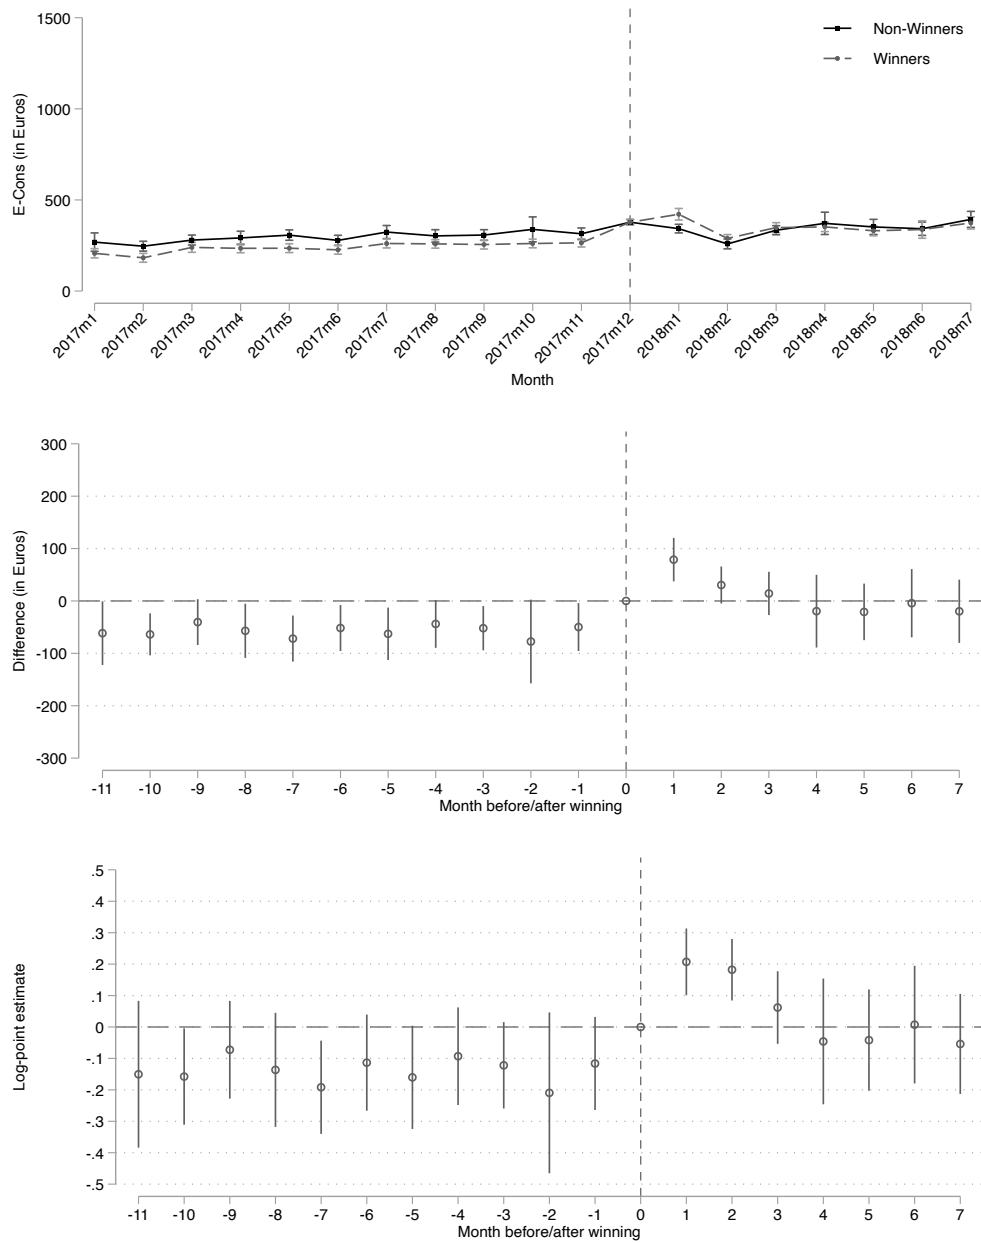 1500
Non-Winners
Winners
1000
500
0
E-Cons (in Euros)
2017m1 2017m2 2017m3 2017m4 2017m5 2017m6 2017m7 2017m8 2017m9 2017m10 2017m11 2017m12 2018m1 2018m2 2018m3 2018m4 2018m5 2018m6 2018m7
Month
300
200
100
0
-100
-200
-300
Difference (in Euros)
-11 -10 -9 -8 -7 -6 -5 -4 -3 -2 -1 0 1 2 3 4 5 6 7
Month before/after winning
.5
.4
.3
.2
.1
0
-.1
-.2
-.3
-.4
-.5
Log-point estimate
-11 -10 -9 -8 -7 -6 -5 -4 -3 -2 -1 0 1 2 3 4 5 6 7
Month before/after winning